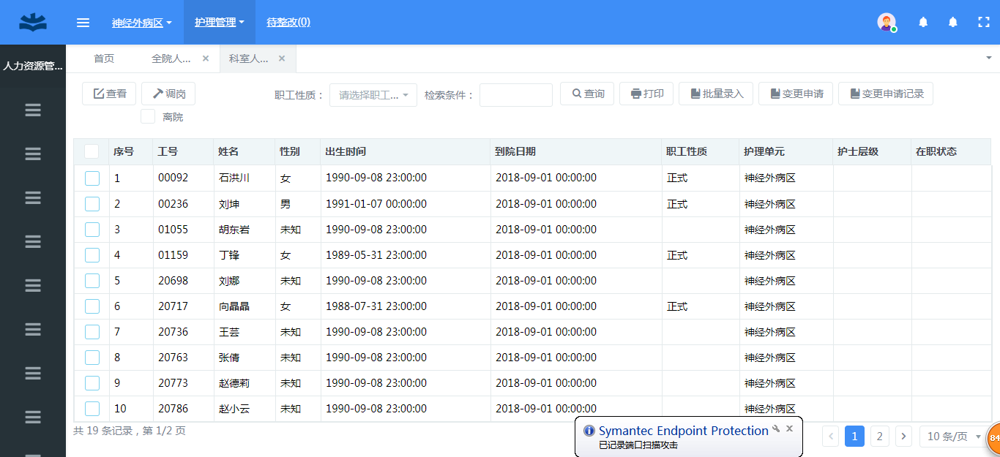 神经外病区 护理管理 待整改(0)
人力资源管...
首页 全院人... 科室人...
查看 调岗 职工性质： 请选择职工... 检索条件： 查询 打印 批量录入 变更申请 变更申请记录
离院
序号 工号 姓名 性别 出生时间 到院日期 职工性质 护理单元 护士层级 在职状态
1 00092 石洪川 女 1990-09-08 23:00:00 2018-09-01 00:00:00 正式 神经外病区
2 00236 刘坤 男 1991-01-07 00:00:00 2018-09-01 00:00:00 正式 神经外病区
3 01055 胡东岩 未知 1990-09-08 23:00:00 2018-09-01 00:00:00 神经外病区
4 01159 丁锋 女 1989-05-31 23:00:00 2018-09-01 00:00:00 正式 神经外病区
5 20698 刘娜 未知 1990-09-08 23:00:00 2018-09-01 00:00:00 神经外病区
6 20717 向晶晶 女 1988-07-31 23:00:00 2018-09-01 00:00:00 正式 神经外病区
7 20736 王芸 未知 1990-09-08 23:00:00 2018-09-01 00:00:00 神经外病区
8 20763 张倩 未知 1990-09-08 23:00:00 2018-09-01 00:00:00 神经外病区
9 20773 赵德莉 未知 1990-09-08 23:00:00 2018-09-01 00:00:00 神经外病区
10 20786 赵小云 未知 1990-09-08 23:00:00 2018-09-01 00:00:00 神经外病区
共 19 条记录，第 1/2 页
Symantec Endpoint Protection
已记录端口扫描攻击
1 2 10 条/页
84